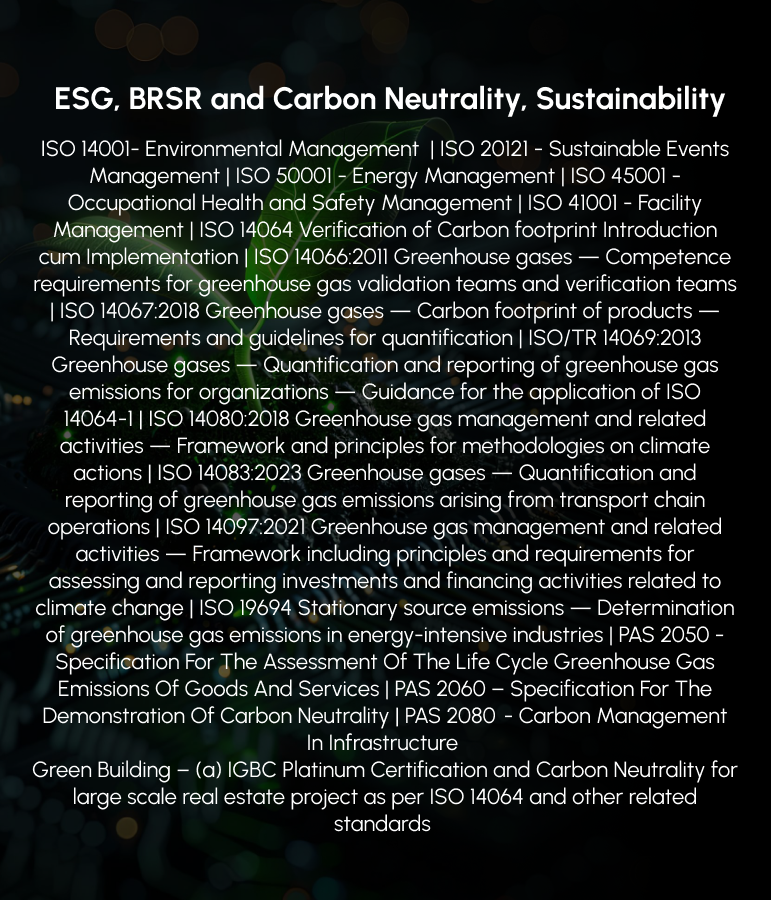 ESG, BRSR and Carbon Neutrality, Sustainability
ISO 14001- Environmental Management | ISO 20121 - Sustainable Events
Management | ISO 50001 - Energy Management | ISO 45001 -
Occupational Health and Safety Management | ISO 41001 - Facility
Management | ISO 14064 Verification of Carbon footprint Introduction
cum Implementation | ISO 14066:2011 Greenhouse gases — Competence
requirements for greenhouse gas validation teams and verification teams
| ISO 14067:2018 Greenhouse gases — Carbon footprint of products —
Requirements and guidelines for quantification | ISO/TR 14069:2013
Greenhouse gases — Quantification and reporting of greenhouse gas
emissions for organizations — Guidance for the application of ISO
14064-1 | ISO 14080:2018 Greenhouse gas management and related
activities — Framework and principles for methodologies on climate
actions | ISO 14083:2023 Greenhouse gases — Quantification and
reporting of greenhouse gas emissions arising from transport chain
operations | ISO 14097:2021 Greenhouse gas management and related
activities — Framework including principles and requirements for
assessing and reporting investments and financing activities related to
climate change | ISO 19694 Stationary source emissions — Determination
of greenhouse gas emissions in energy-intensive industries | PAS 2050 -
Specification For The Assessment Of The Life Cycle Greenhouse Gas
Emissions Of Goods And Services | PAS 2060 – Specification For The
Demonstration Of Carbon Neutrality | PAS 2080 - Carbon Management
In Infrastructure
Green Building – (a) IGBC Platinum Certification and Carbon Neutrality for
large scale real estate project as per ISO 14064 and other related
standards